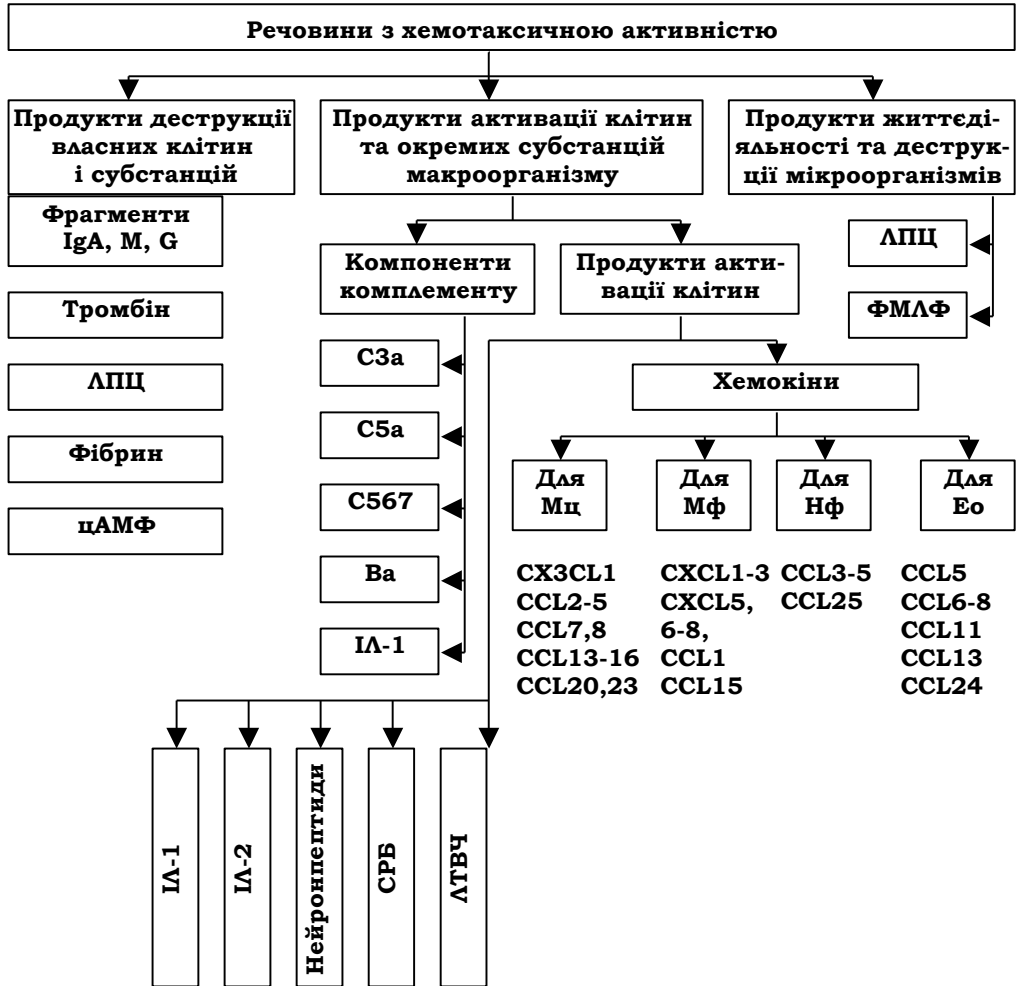 Речовини з хемотаксичною активністю
Продукти деструкції
власних клітин
і субстанцій
Продукти активації клітин
та окремих субстанцій
макроорганізму
Продукти життєді-
яльності та деструк-
ції мікроорганізмів
Фрагменти
IgA, M, G
Тромбін
ЛПЦ
Фібрин
цАМФ
Компоненти
комплементу
Продукти акти-
вації клітин
ЛПЦ
ФМЛФ
С3а
С5а
С567
Ва
ІЛ-1
Хемокіни
Для
Мц
Для
Мф
Для
Нф
Для
Ео
CX3CL1
CCL2-5
CCL7,8
CCL13-16
CCL20,23
CXCL1-3
CXCL5,
6-8,
CCL1
CCL15
CCL3-5
CCL25
CCL5
CCL6-8
CCL11
CCL13
CCL24
ІЛ-1
ІЛ-2
Нейронпептиди
СРБ
ЛТВЧ